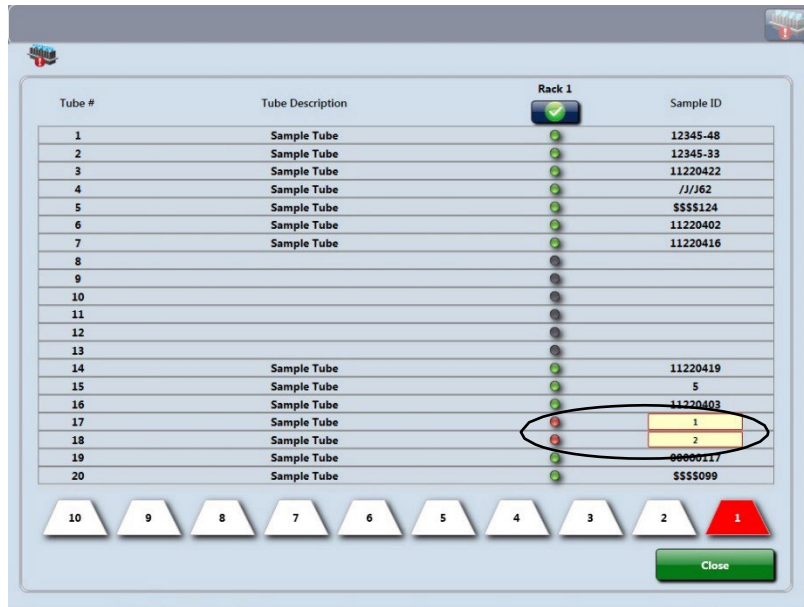 Rack 1
Tube # Tube Description Sample ID
1 Sample Tube 12345-48
2 Sample Tube 12345-33
3 Sample Tube 11220422
4 Sample Tube /J/J62
5 Sample Tube $$$$124
6 Sample Tube 11220402
7 Sample Tube 11220416
8
9
10
11
12
13
14 Sample Tube 11220419
15 Sample Tube 5
16 Sample Tube 11220403
17 Sample Tube 1
18 Sample Tube 2
19 Sample Tube 00000117
20 Sample Tube $$$$099
10 9 8 7 6 5 4 3 2 1
Close